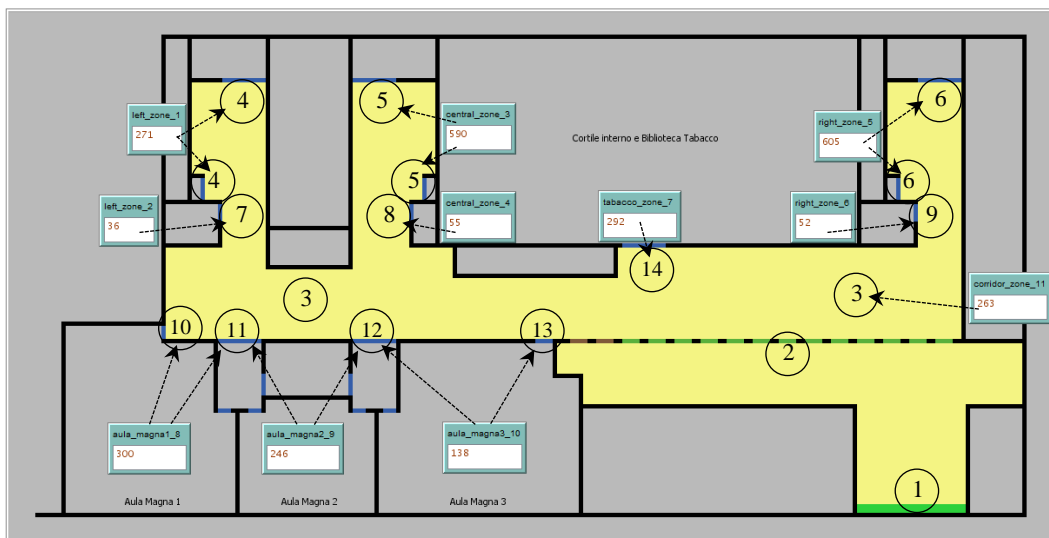 4
5
6
left_zone_1
271
central_zone_3
590
right_zone_5
605
Cortile interno e Biblioteca Tabacco
4
5
6
left_zone_2
36
7
8
central_zone_4
55
tabacco_zone_7
292
right_zone_6
52
9
14
corridor_zone_11
263
3
3
10
11
12
13
2
aula_magna1_8
300
aula_magna2_9
246
aula_magna3_10
138
1
Aula Magna 1
Aula Magna 2
Aula Magna 3